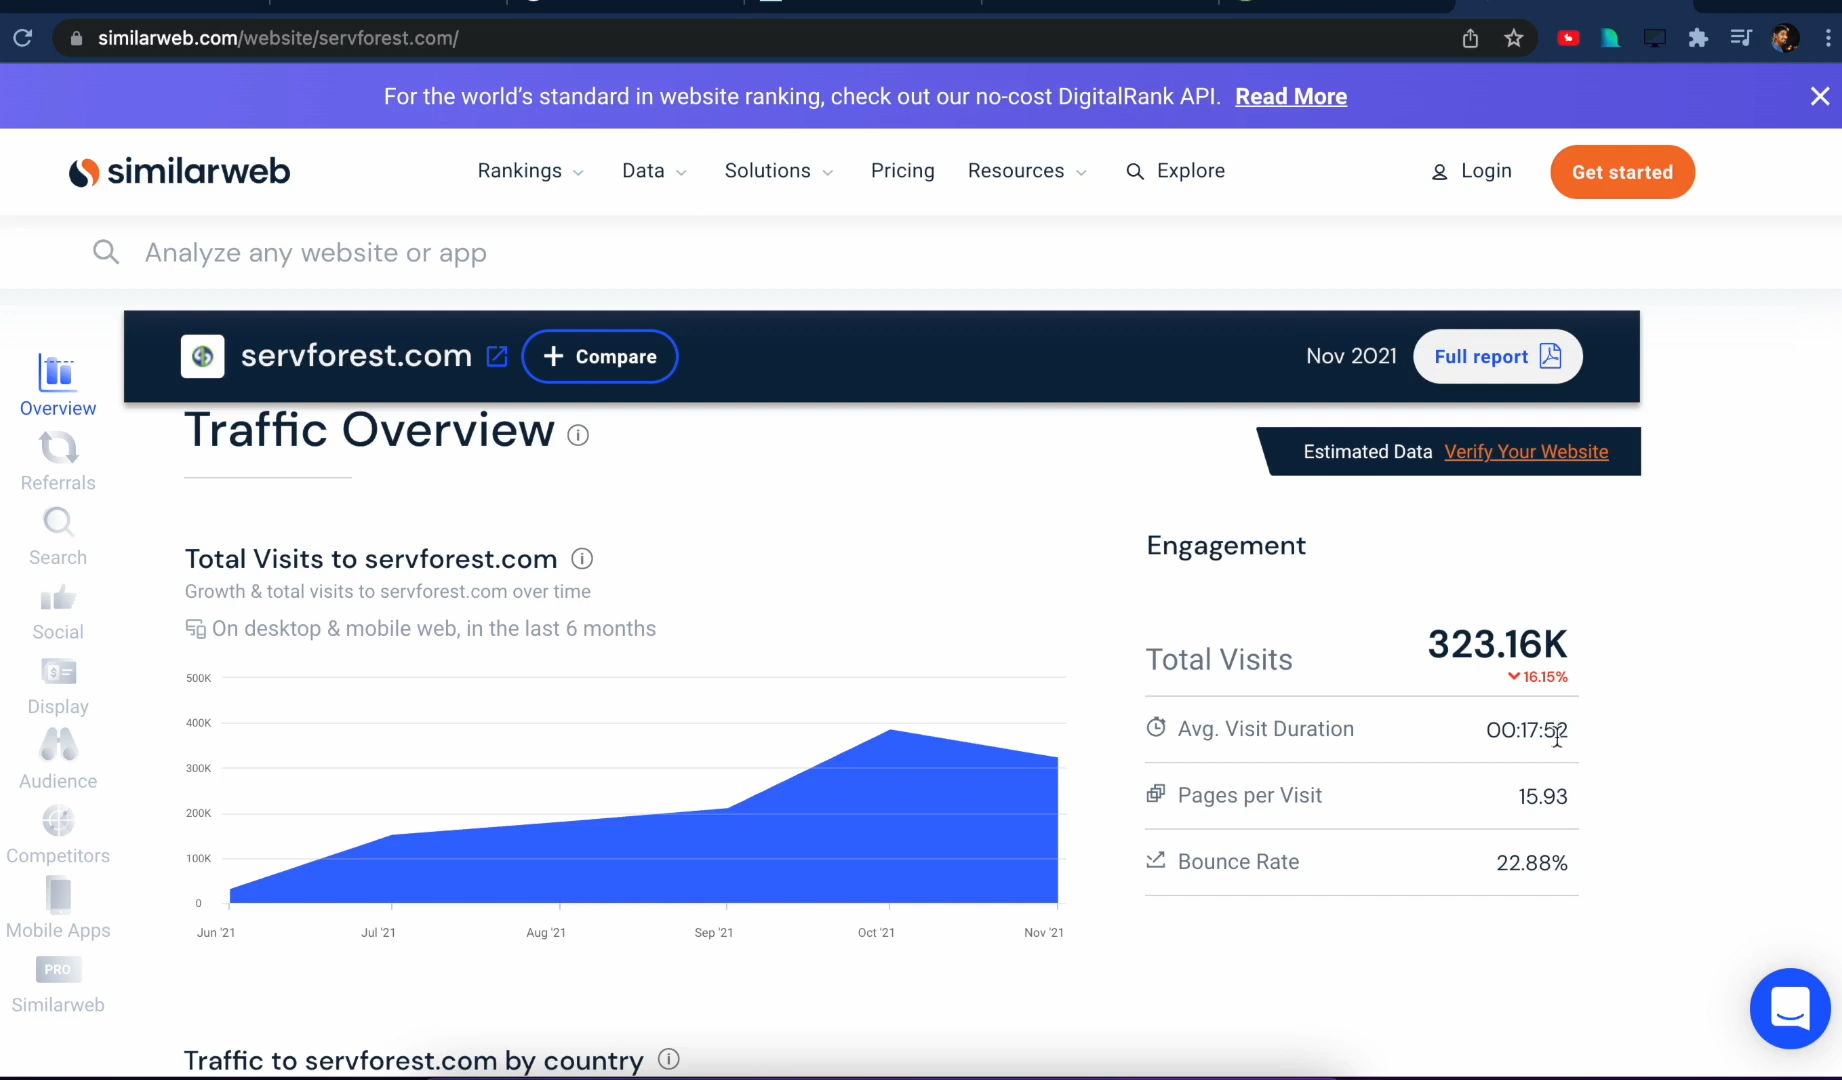 similarweb.com/website/servforest.com/
For the world's standard in website ranking, check out our no-cost DigitalRank API. Read More
similarweb
Rankings
Data
Solutions
Pricing
Resources
Explore
Login
Get started
Analyze any website or app
servforest.com
Compare
Nov 2021
Full report
Overview
Referrals
Search
Social
Display
Audience
Competitors
Mobile Apps
PRO
Similarweb
Traffic Overview
Estimated Data Verify Your Website
Total Visits to servforest.com
Growth & total visits to servforest.com over time
On desktop & mobile web, in the last 6 months
500K
400K
300K
200K
100K
0
Jun '21
Jul '21
Aug '21
Sep '21
Oct '21
Nov '21
Engagement
Total Visits
323.16K
16.15%
Avg. Visit Duration
00:17:52
Pages per Visit
15.93
Bounce Rate
22.88%
Traffic to servforest.com by country